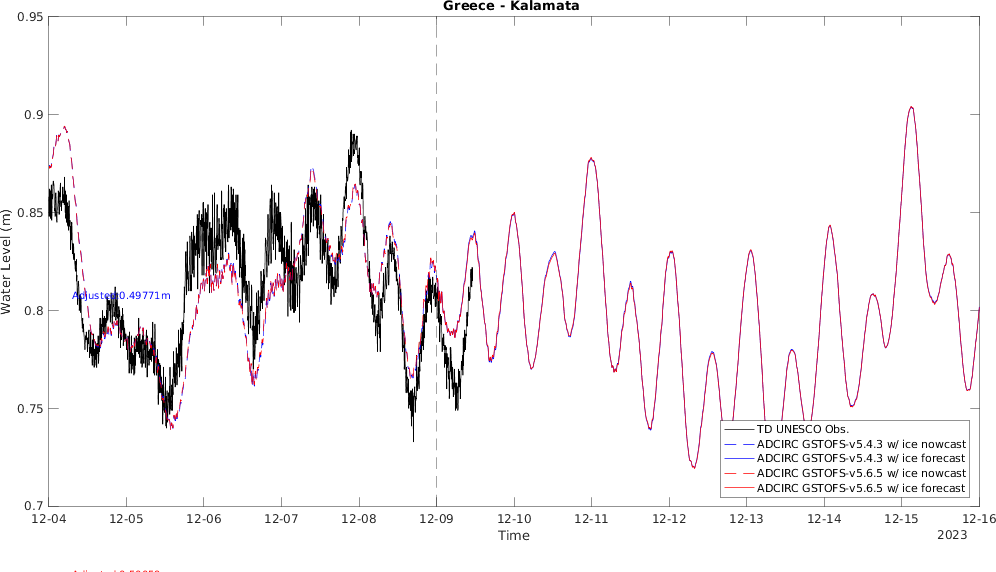 Greece - Kalamata
0.95
0.9
0.85
0.8
0.75
0.7
Water Level (m)
Adjusted 0.49771m
TD UNESCO Obs.
ADCIRC GSTOFS-v5.4.3 w/ ice nowcast
ADCIRC GSTOFS-v5.4.3 w/ ice forecast
ADCIRC GSTOFS-v5.6.5 w/ ice nowcast
ADCIRC GSTOFS-v5.6.5 w/ ice forecast
12-04 12-05 12-06 12-07 12-08 12-09 12-10 12-11 12-12 12-13 12-14 12-15 12-16
Time
2023